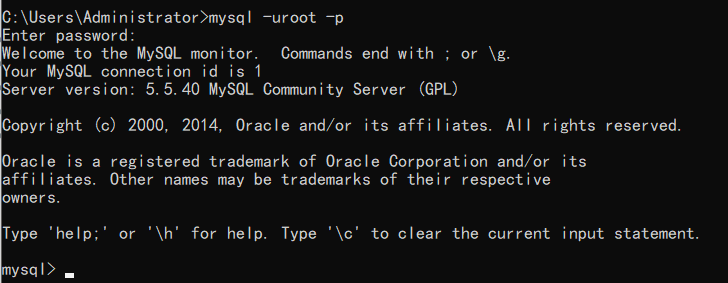 C:\Users\Administrator>mysql -uroot -p
Enter password:
Welcome to the MySQL monitor.  Commands end with ; or \g.
Your MySQL connection id is 1
Server version: 5.5.40 MySQL Community Server (GPL)
Copyright (c) 2000, 2014, Oracle and/or its affiliates. All rights reserved.
Oracle is a registered trademark of Oracle Corporation and/or its
affiliates. Other names may be trademarks of their respective
owners.
Type 'help;' or '\h' for help. Type '\c' to clear the current input statement.
mysql>